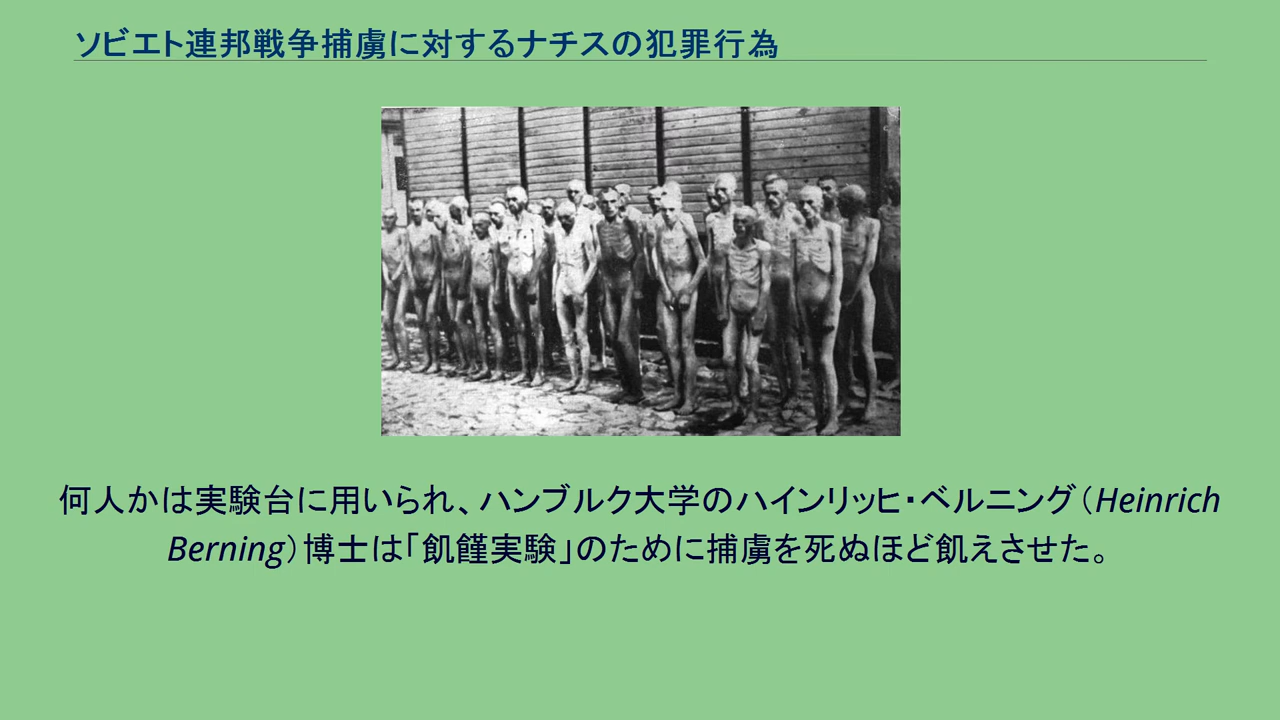 ソビエト連邦戦争捕虜に対するナチスの犯罪行為
何人かは実験台に用いられ、ハンブルク大学のハインリッヒ・ベルニング（Heinrich
Berning）博士は「飢饉実験」のために捕虜を死ぬほど飢えさせた。